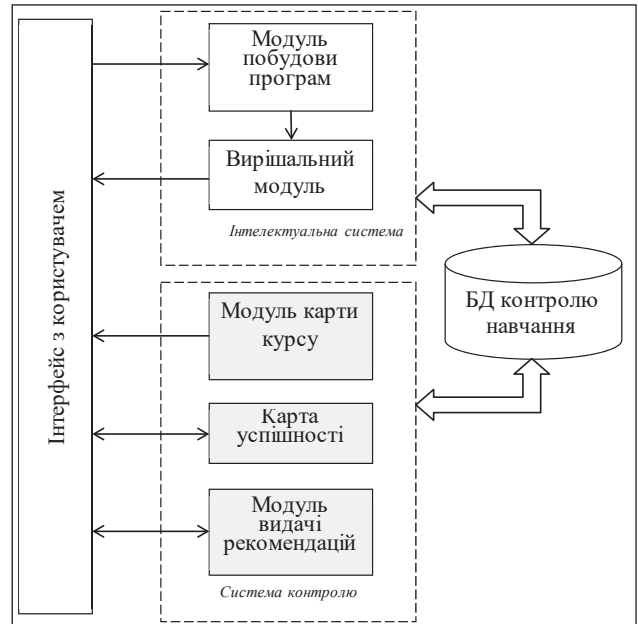 Інтерфейс з користувачем
Модуль
побудови
програм
Вирішальний
модуль
Інтелектуальна система
Модуль карти
курсу
Карта
успішності
Модуль
видачі
рекомендацій
Система контролю
БД контролю
навчання